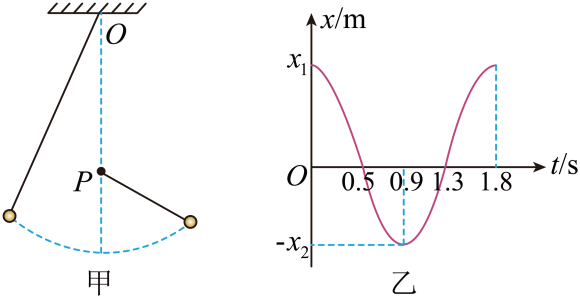 O
P
甲
x/m
x₁
O
0.5 0.9 1.3 1.8 t/s
-x₂
乙